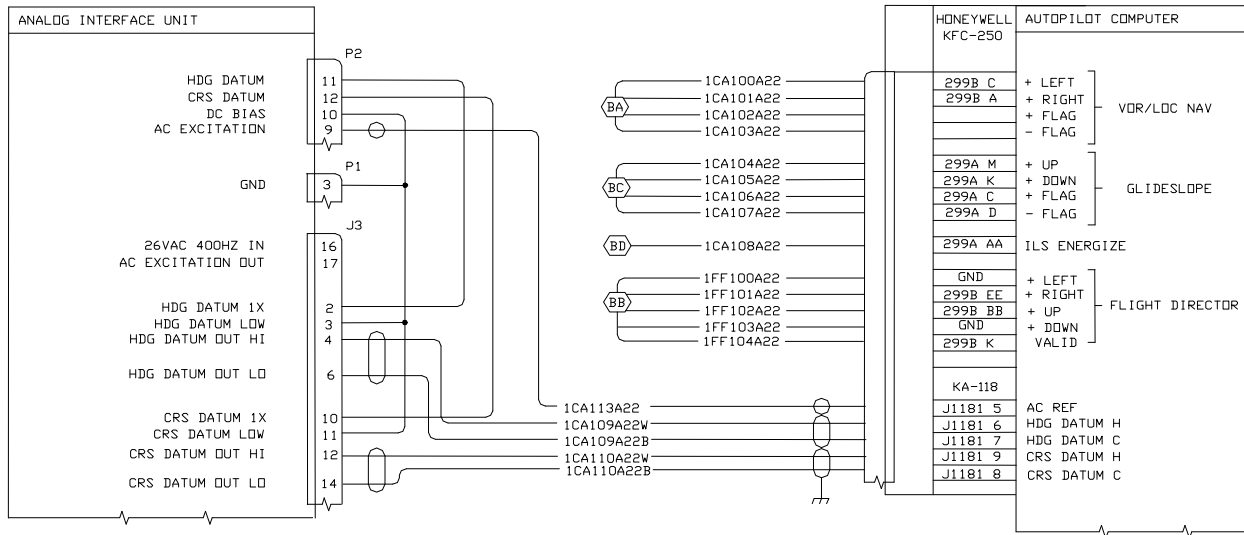 ANALOG INTERFACE UNIT
P2
HDG DATUM 11
CRS DATUM 12
DC BIAS 10
AC EXCITATION 9
P1
GND 3
J3
26VAC 400HZ IN 16
AC EXCITATION OUT 17
HDG DATUM 1X 2
HDG DATUM LOW 3
HDG DATUM OUT HI 4
HDG DATUM OUT LO 6
CRS DATUM 1X 10
CRS DATUM LOW 11
CRS DATUM OUT HI 12
CRS DATUM OUT LO 14
BA
1CA100A22
1CA101A22
1CA102A22
1CA103A22
BC
1CA104A22
1CA105A22
1CA106A22
1CA107A22
BD
1CA108A22
BB
1FF100A22
1FF101A22
1FF102A22
1FF103A22
1FF104A22
1CA113A22
1CA109A22W
1CA109A22B
1CA110A22W
1CA110A22B
HONEYWELL
KFC-250
AUTOPILOT COMPUTER
299B C + LEFT
299B A + RIGHT
+ FLAG
- FLAG
VOR/LOC NAV
299A M + UP
299A K + DOWN
299A C + FLAG
299A D - FLAG
GLIDESLOPE
299A AA ILS ENERGIZE
GND + LEFT
299B EE + RIGHT
299B BB + UP
GND + DOWN
299B K VALID
FLIGHT DIRECTOR
KA-118
J1181 5 AC REF
J1181 6 HDG DATUM H
J1181 7 HDG DATUM C
J1181 9 CRS DATUM H
J1181 8 CRS DATUM C